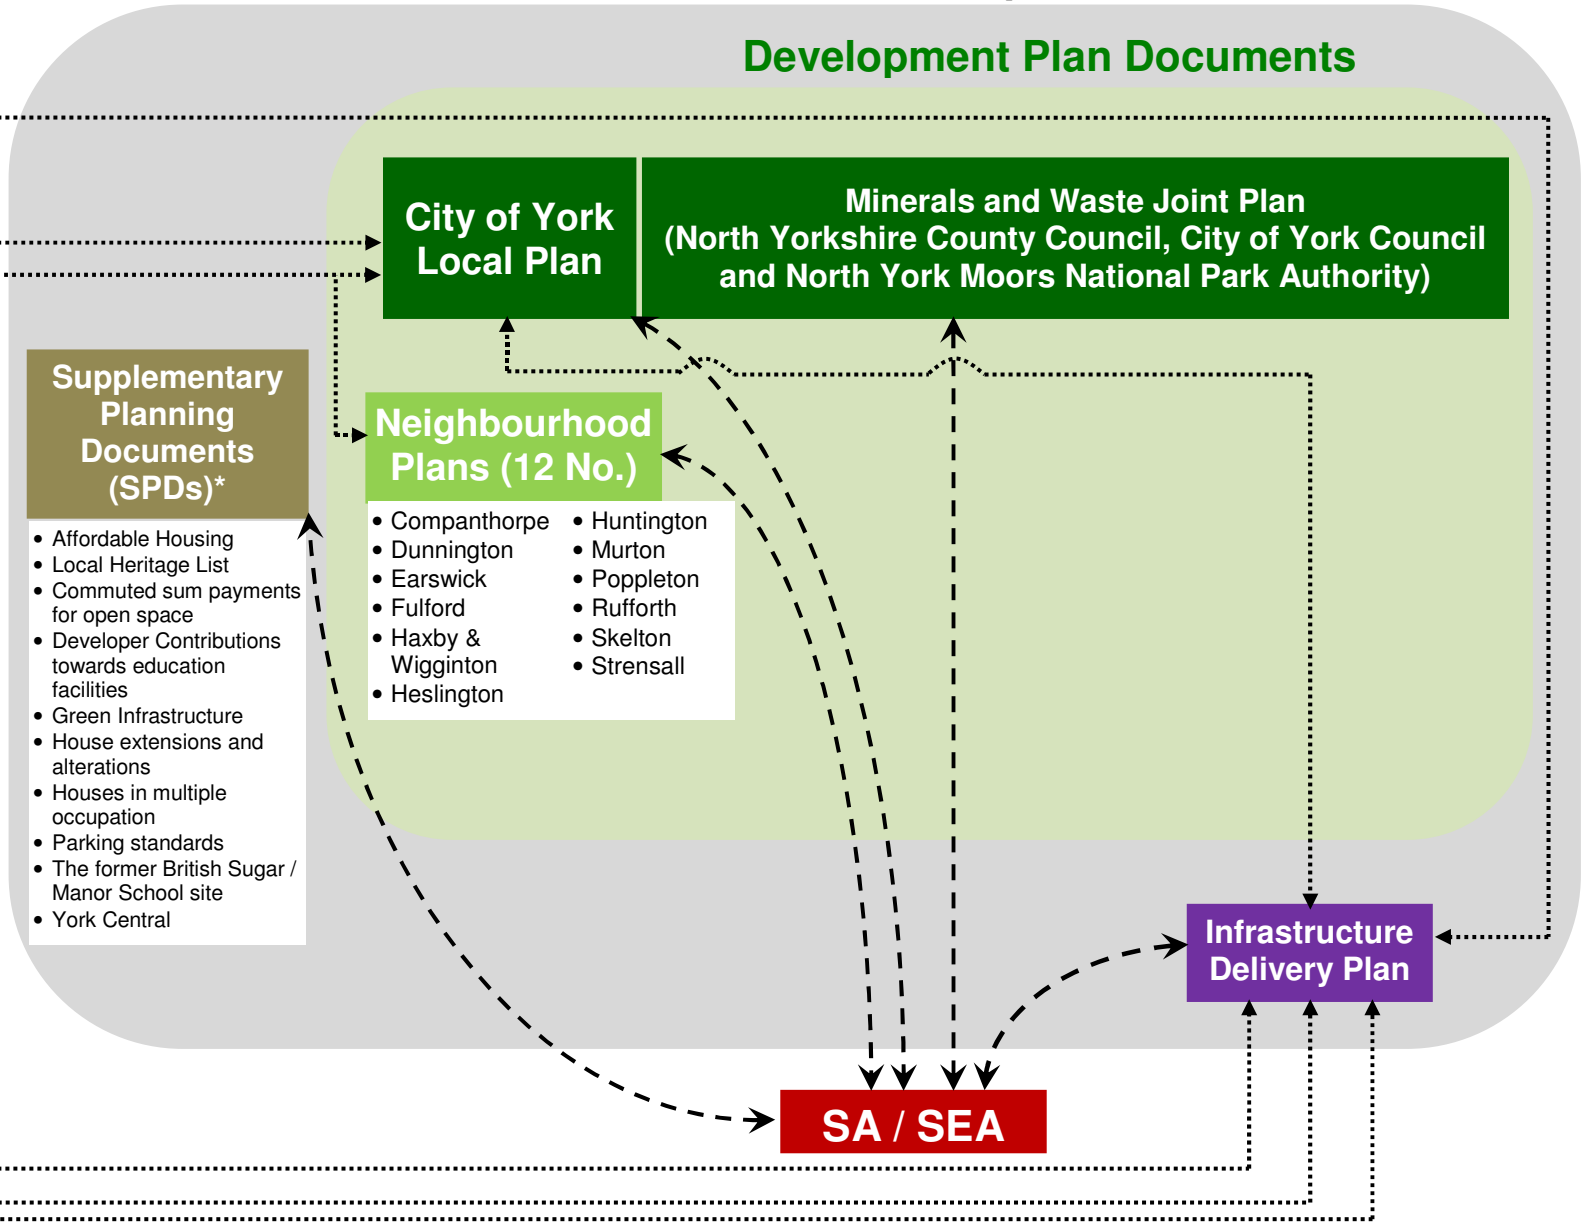 Development Plan Documents
City of York
Local Plan
Minerals and Waste Joint Plan
(North Yorkshire County Council, City of York Council
and North York Moors National Park Authority)
Supplementary
Planning
Documents
(SPDs)*
• Affordable Housing
• Local Heritage List
• Commuted sum payments
for open space
• Developer Contributions
towards education
facilities
• Green Infrastructure
• House extensions and
alterations
• Houses in multiple
occupation
• Parking standards
• The former British Sugar /
Manor School site
• York Central
Neighbourhood
Plans (12 No.)
• Companthorpe
• Dunnington
• Earswick
• Fulford
• Haxby &
Wigginton
• Heslington
• Huntington
• Murton
• Poppleton
• Rufforth
• Skelton
• Strensall
Infrastructure
Delivery Plan
SA / SEA